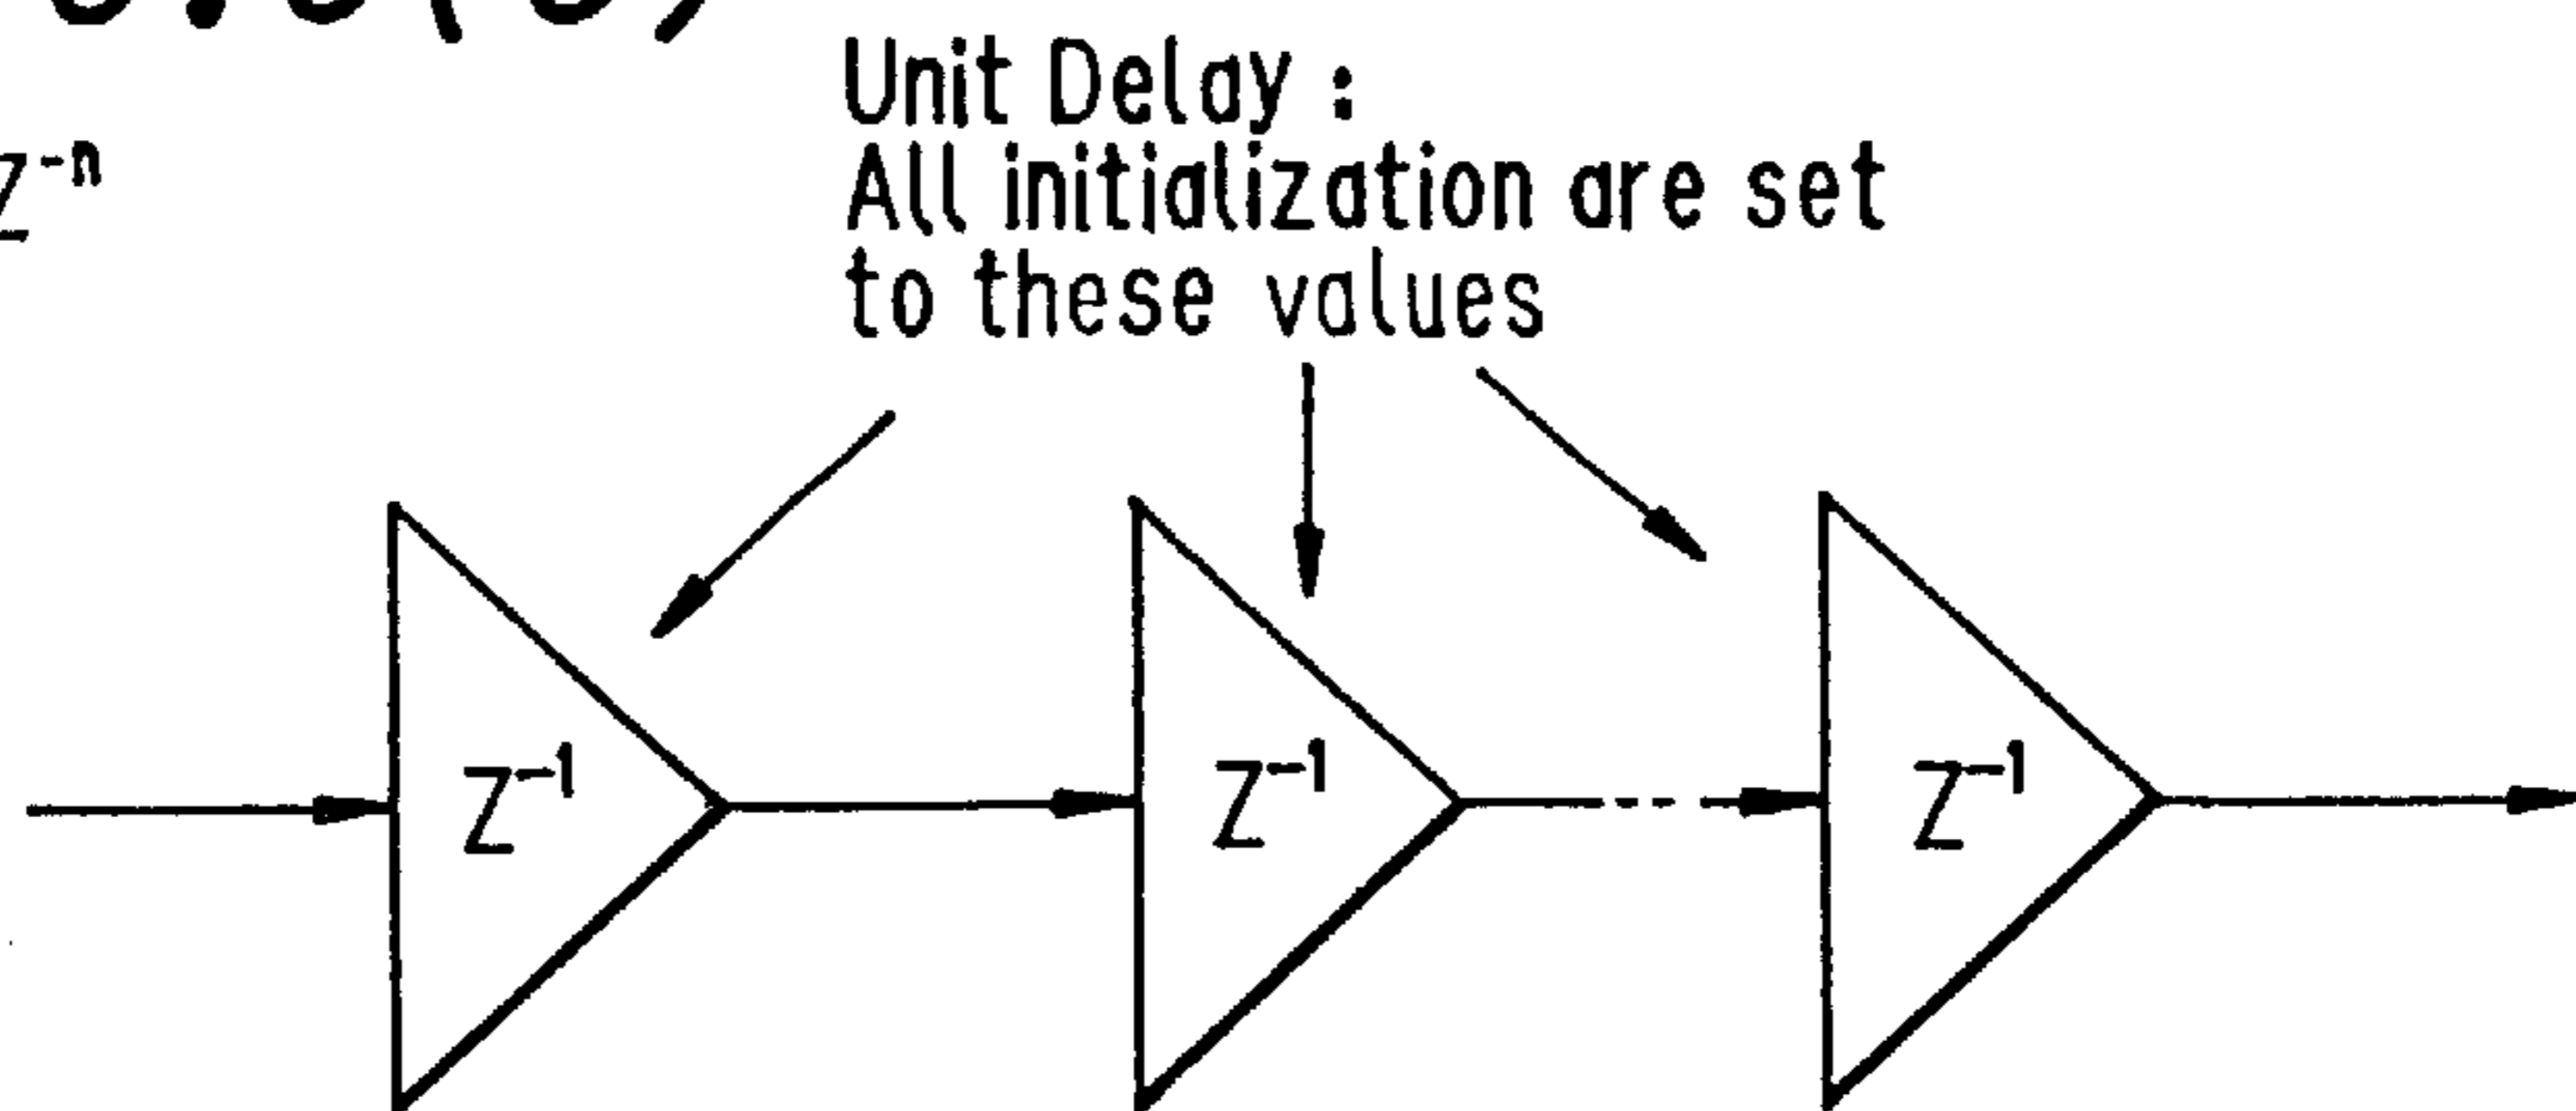 Unit Delay :
Z⁻ⁿ
All initialization are set
to these values
Z⁻¹
Z⁻¹
Z⁻¹